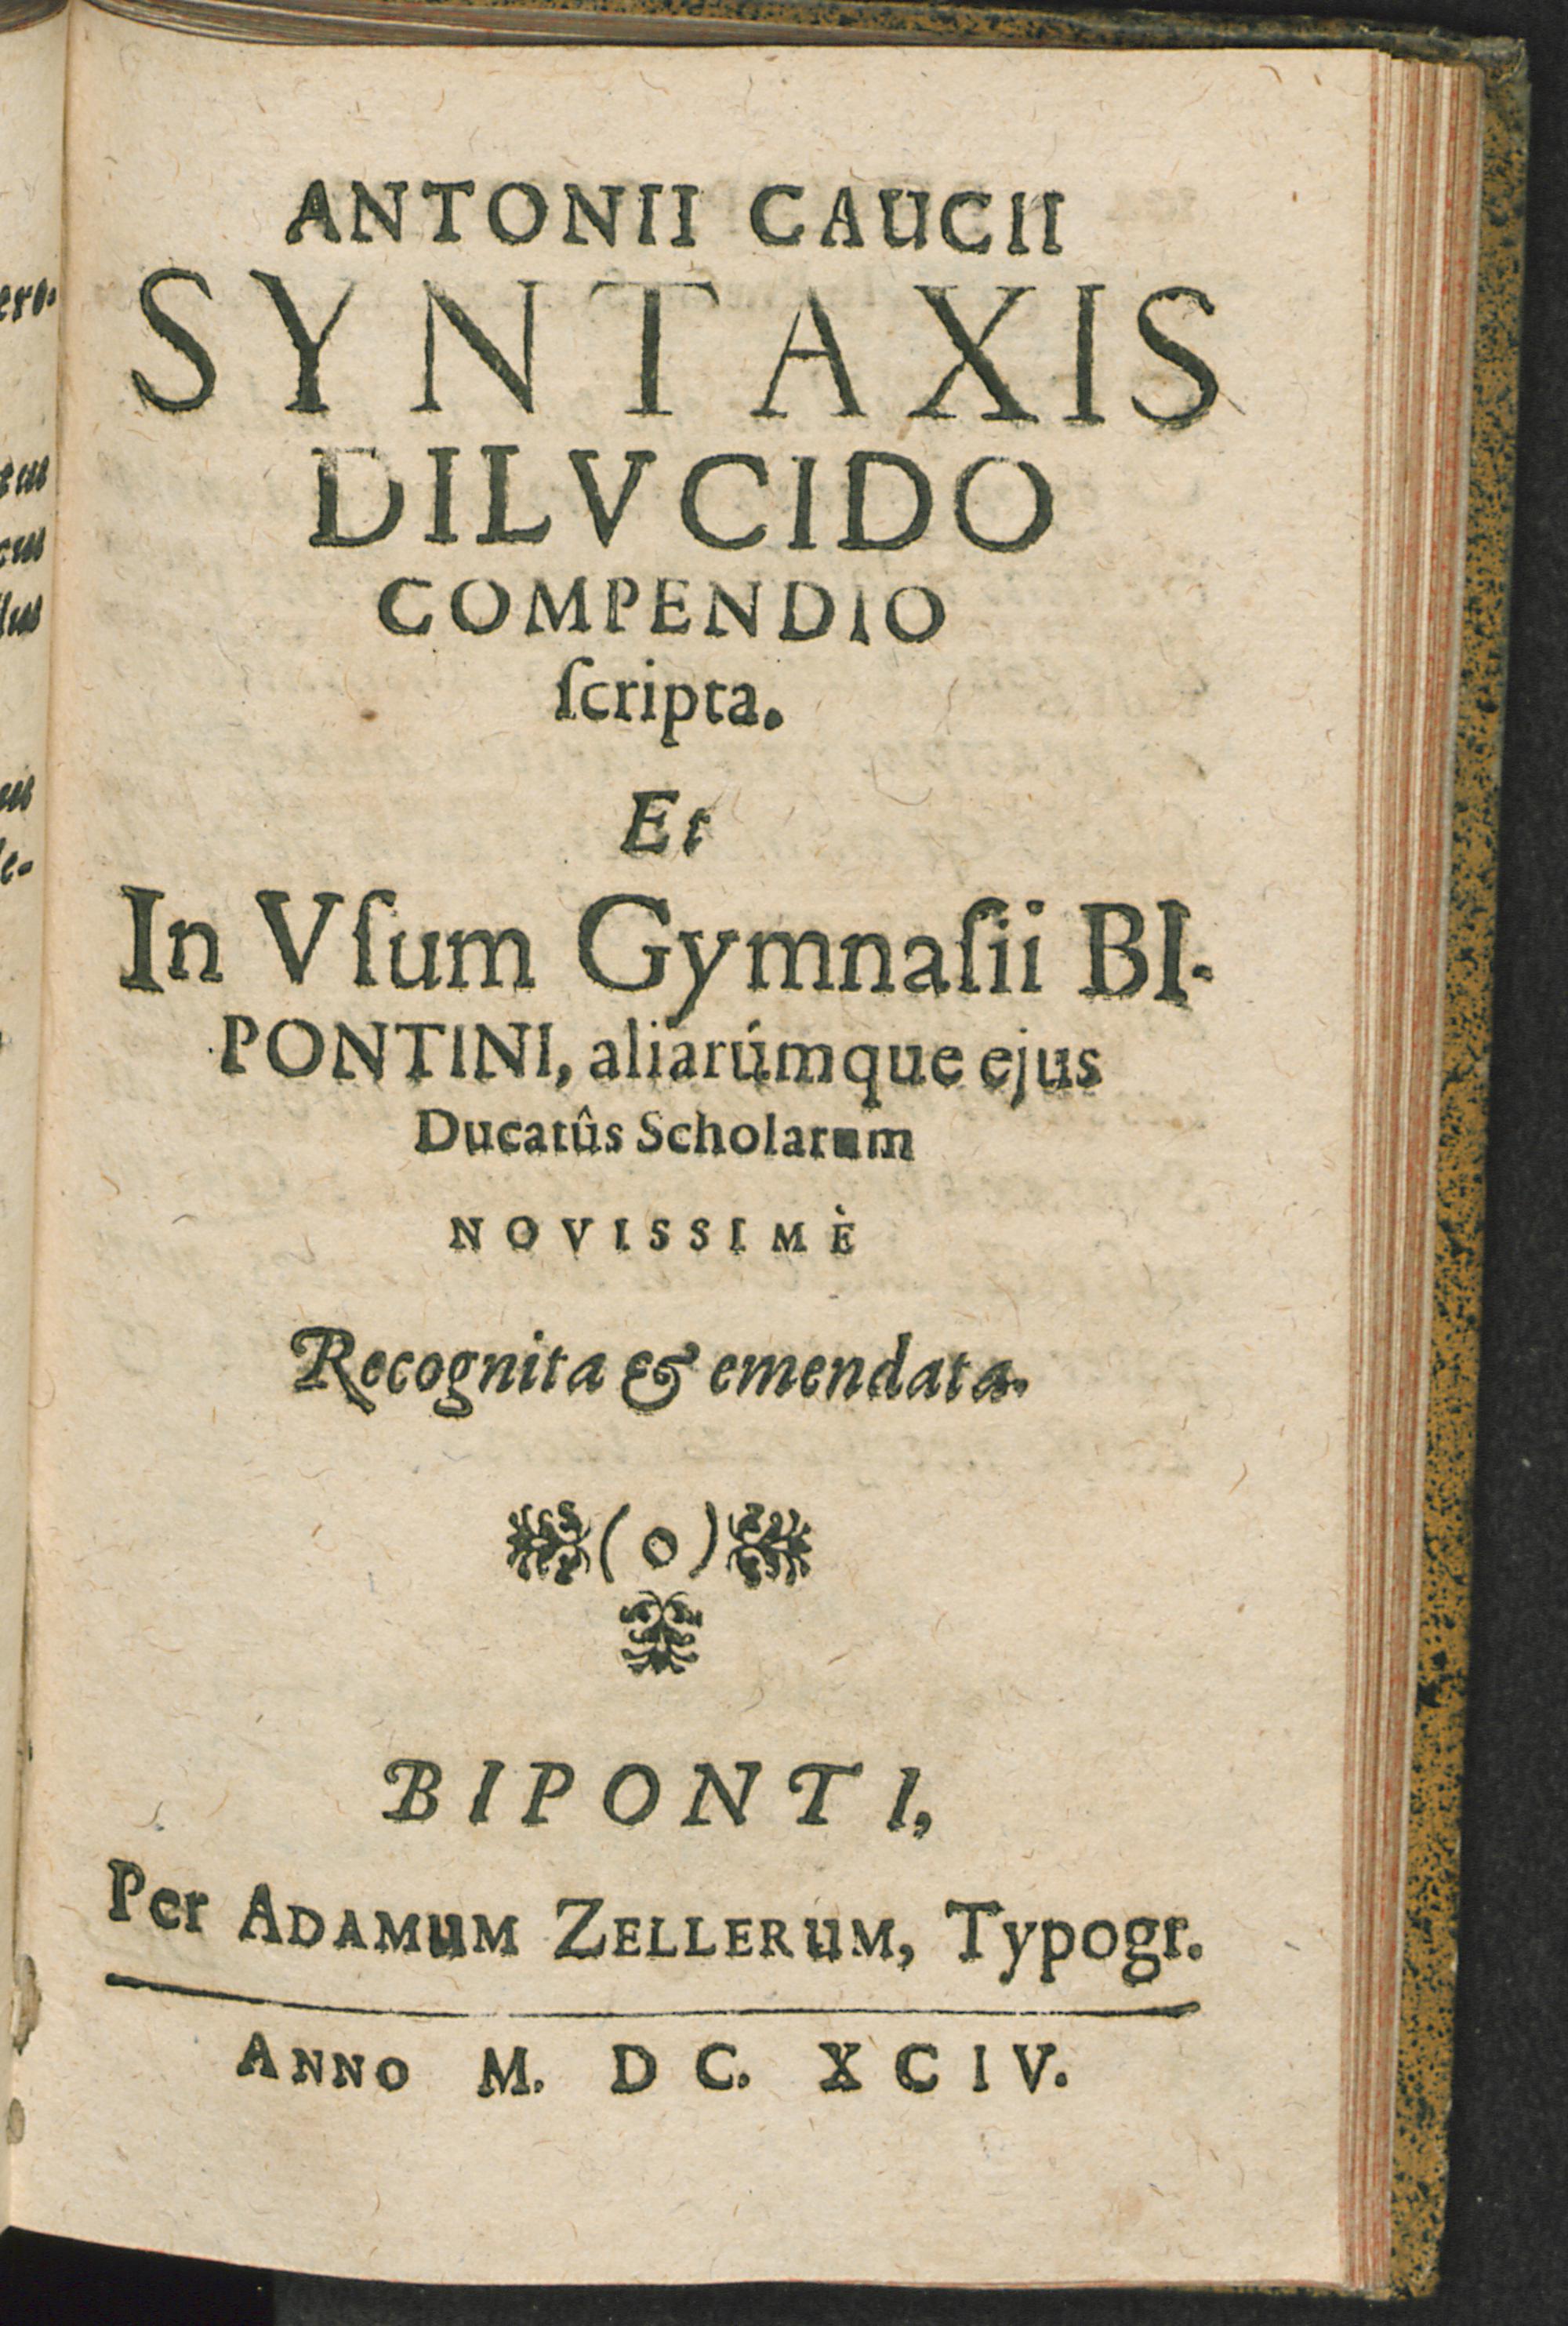 ANTONII CAUCII
SYNTAXIS
DILVCIDO
COMPENDIO
ſcripta.
Et
In Vſum Gymnaſii BI-
PONTINI, aliarúmque ejus
Ducatûs Scholarum
NOVISSIMÈ
Recognita & emendata.
(o)
BIPONTI,
Per ADAMUM ZELLERUM, Typogr.
ANNO M. DC. XCIV.